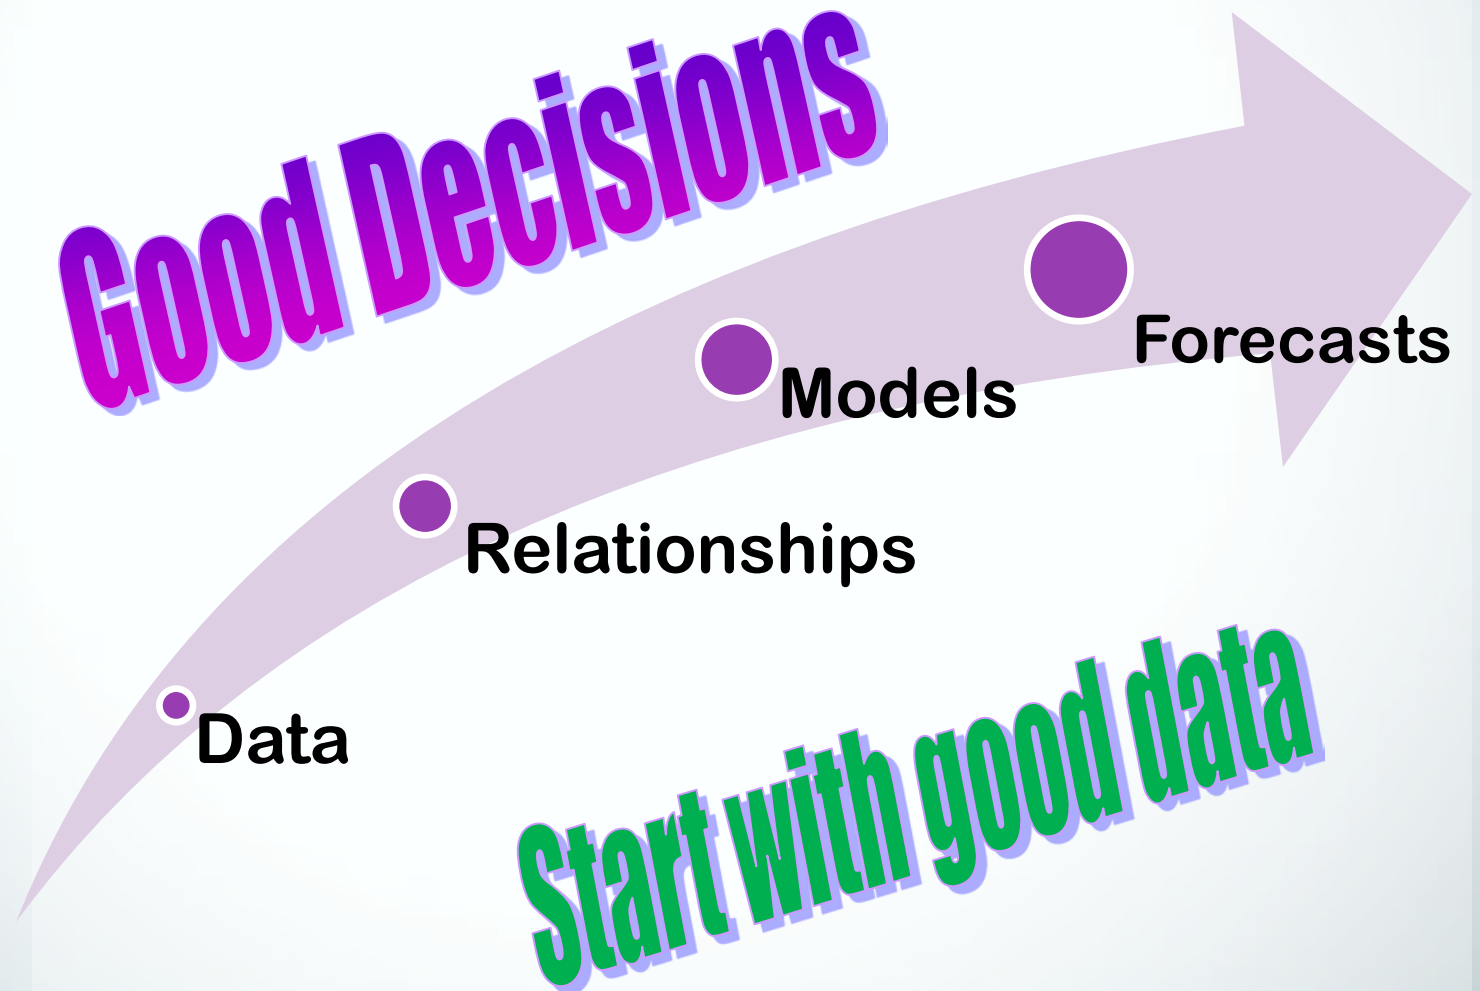 Good Decisions
Forecasts
Models
Relationships
Data
Start with good data